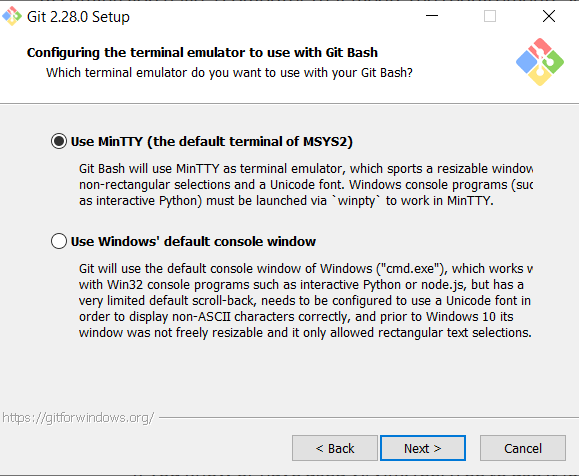 Git 2.28.0 Setup
Configuring the terminal emulator to use with Git Bash
Which terminal emulator do you want to use with your Git Bash?
Use MinTTY (the default terminal of MSYS2)
Git Bash will use MinTTY as terminal emulator, which sports a resizable window
non-rectangular selections and a Unicode font. Windows console programs (suc
as interactive Python) must be launched via `winpty` to work in MinTTY.
Use Windows' default console window
Git will use the default console window of Windows ("cmd.exe"), which works w
with Win32 console programs such as interactive Python or node.js, but has a
very limited default scroll-back, needs to be configured to use a Unicode font in
order to display non-ASCII characters correctly, and prior to Windows 10 its
window was not freely resizable and it only allowed rectangular text selections.
https://gitforwindows.org/
< Back
Next >
Cancel